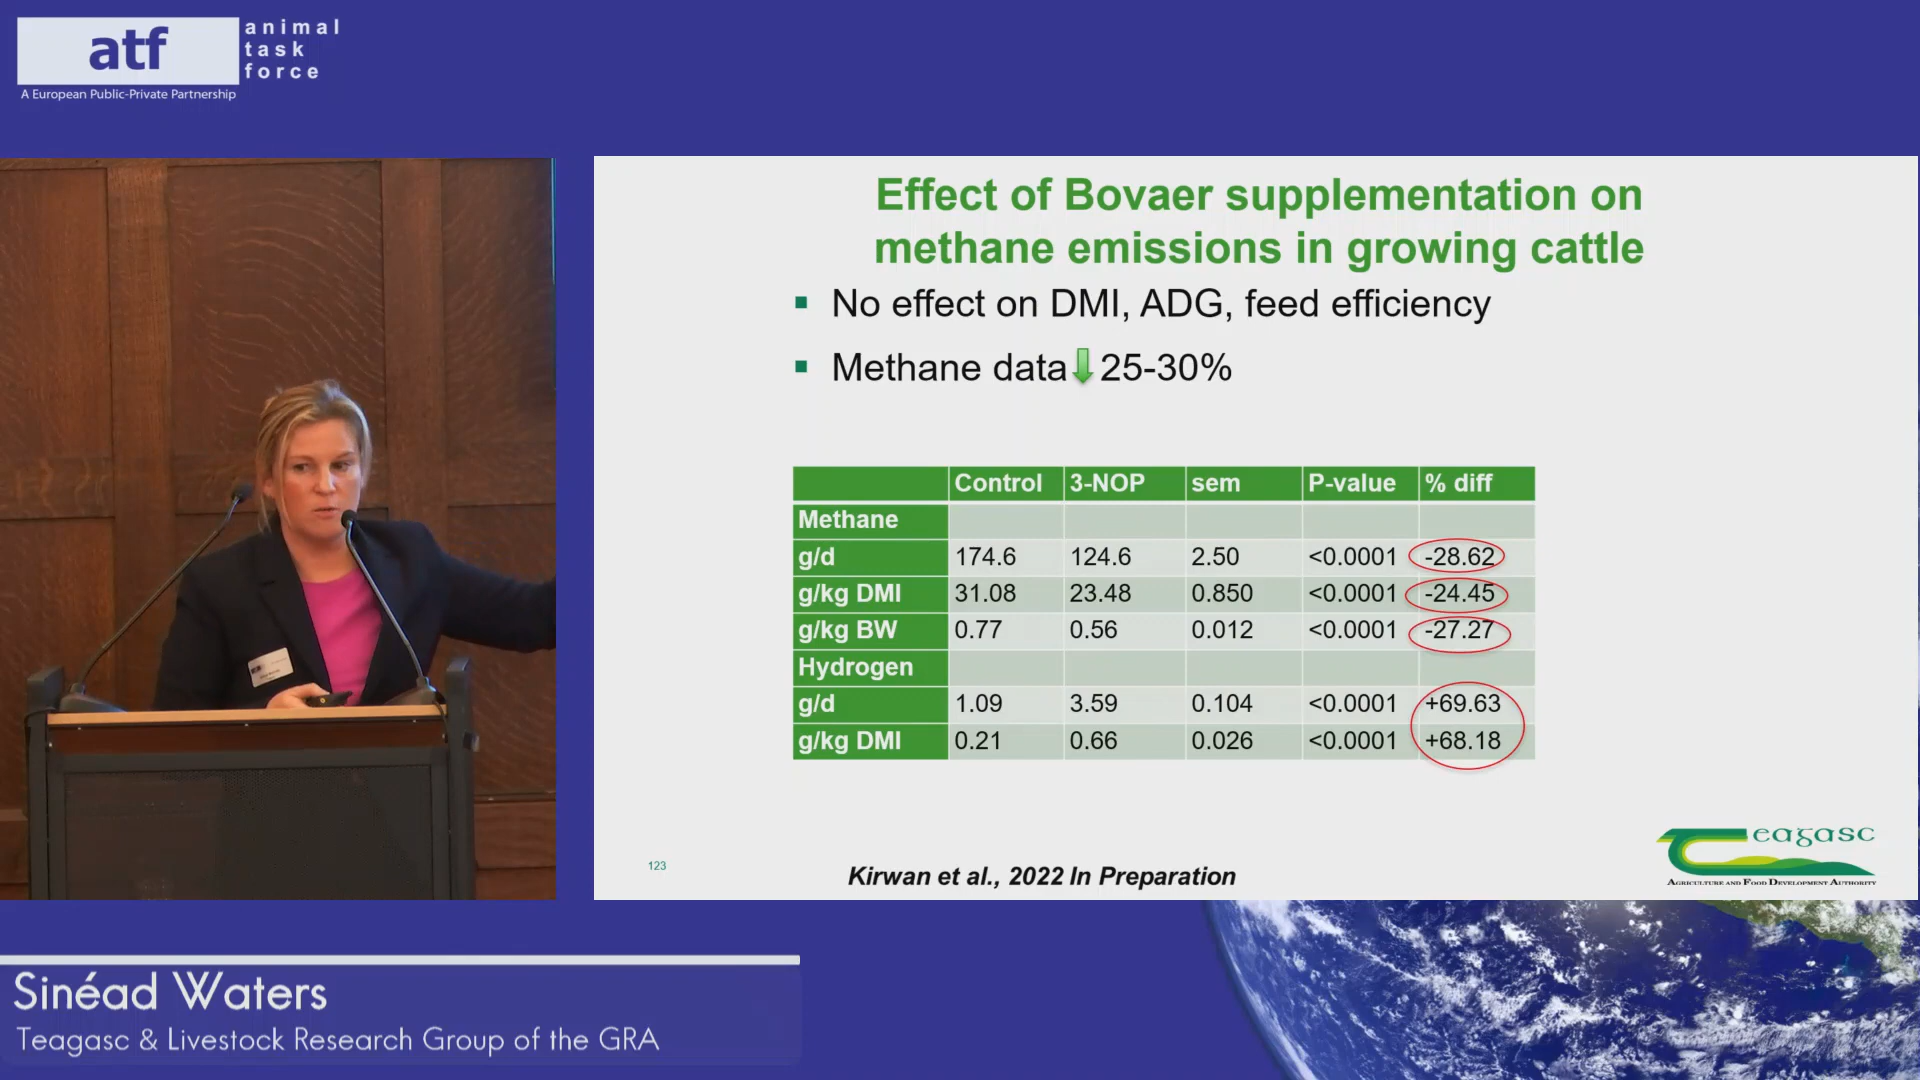 atf
animal
task
force
A European Public-Private Partnership
Effect of Bovaer supplementation on
methane emissions in growing cattle
No effect on DMI, ADG, feed efficiency
Methane data 25-30%
Control 3-NOP sem P-value % diff
Methane
g/d 174.6 124.6 2.50 <0.0001 -28.62
g/kg DMI 31.08 23.48 0.850 <0.0001 -24.45
g/kg BW 0.77 0.56 0.012 <0.0001 -27.27
Hydrogen
g/d 1.09 3.59 0.104 <0.0001 +69.63
g/kg DMI 0.21 0.66 0.026 <0.0001 +68.18
123
Kirwan et al., 2022 In Preparation
Teagasc
Agriculture and Food Development Authority
Sinéad Waters
Teagasc & Livestock Research Group of the GRA